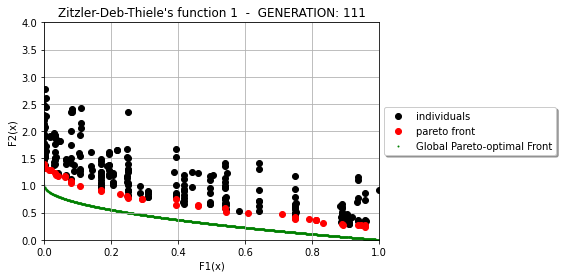 Zitzler-Deb-Thiele's function 1 - GENERATION: 111
4.0
3.5
3.0
2.5
2.0
1.5
1.0
0.5
0.0
F2(x)
0.0 0.2 0.4 0.6 0.8 1.0
F1(x)
individuals
pareto front
Global Pareto-optimal Front